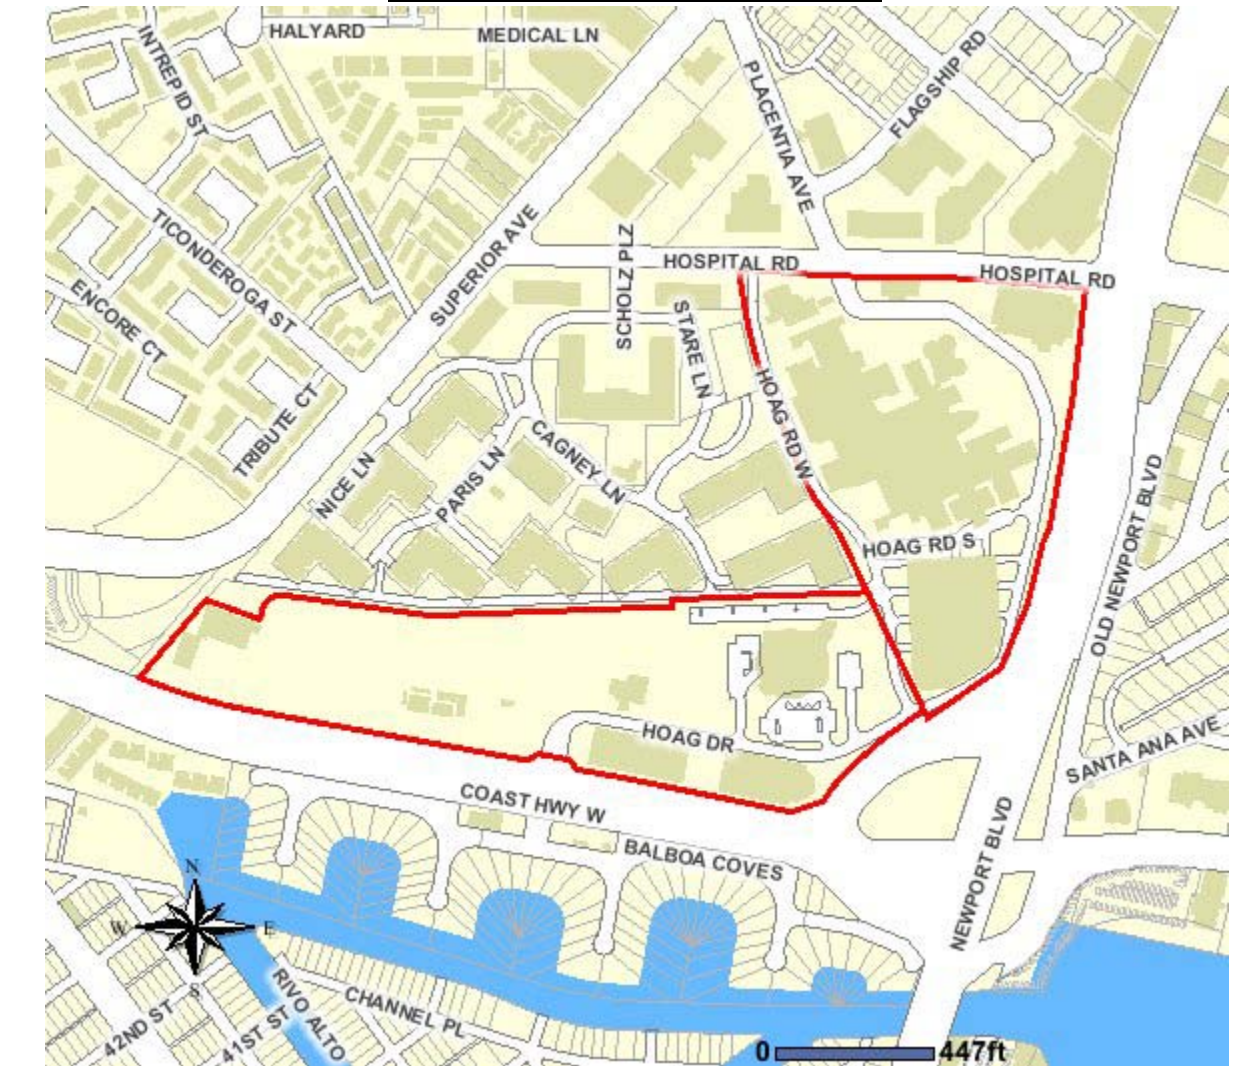 HALYARD
MEDICAL LN
INTREPID ST
PLACENTIA AVE
FLAGSHIP RD
TICONDEROGA ST
SUPERIOR AVE
SCHOLZ PLZ
HOSPITAL RD
HOSPITAL RD
ENCORE CT
STARE LN
TRIBUTE CT
HOAG RD W
NICE LN
PARIS LN
CAGNEY LN
HOAG RD S
OLD NEWPORT BLVD
HOAG DR
SANTA ANA AVE
COAST HWY W
BALBOA COVES
NEWPORT BLVD
N
W
E
S
RIVO ALTO
CHANNEL PL
42ND ST
41ST ST
0
447ft